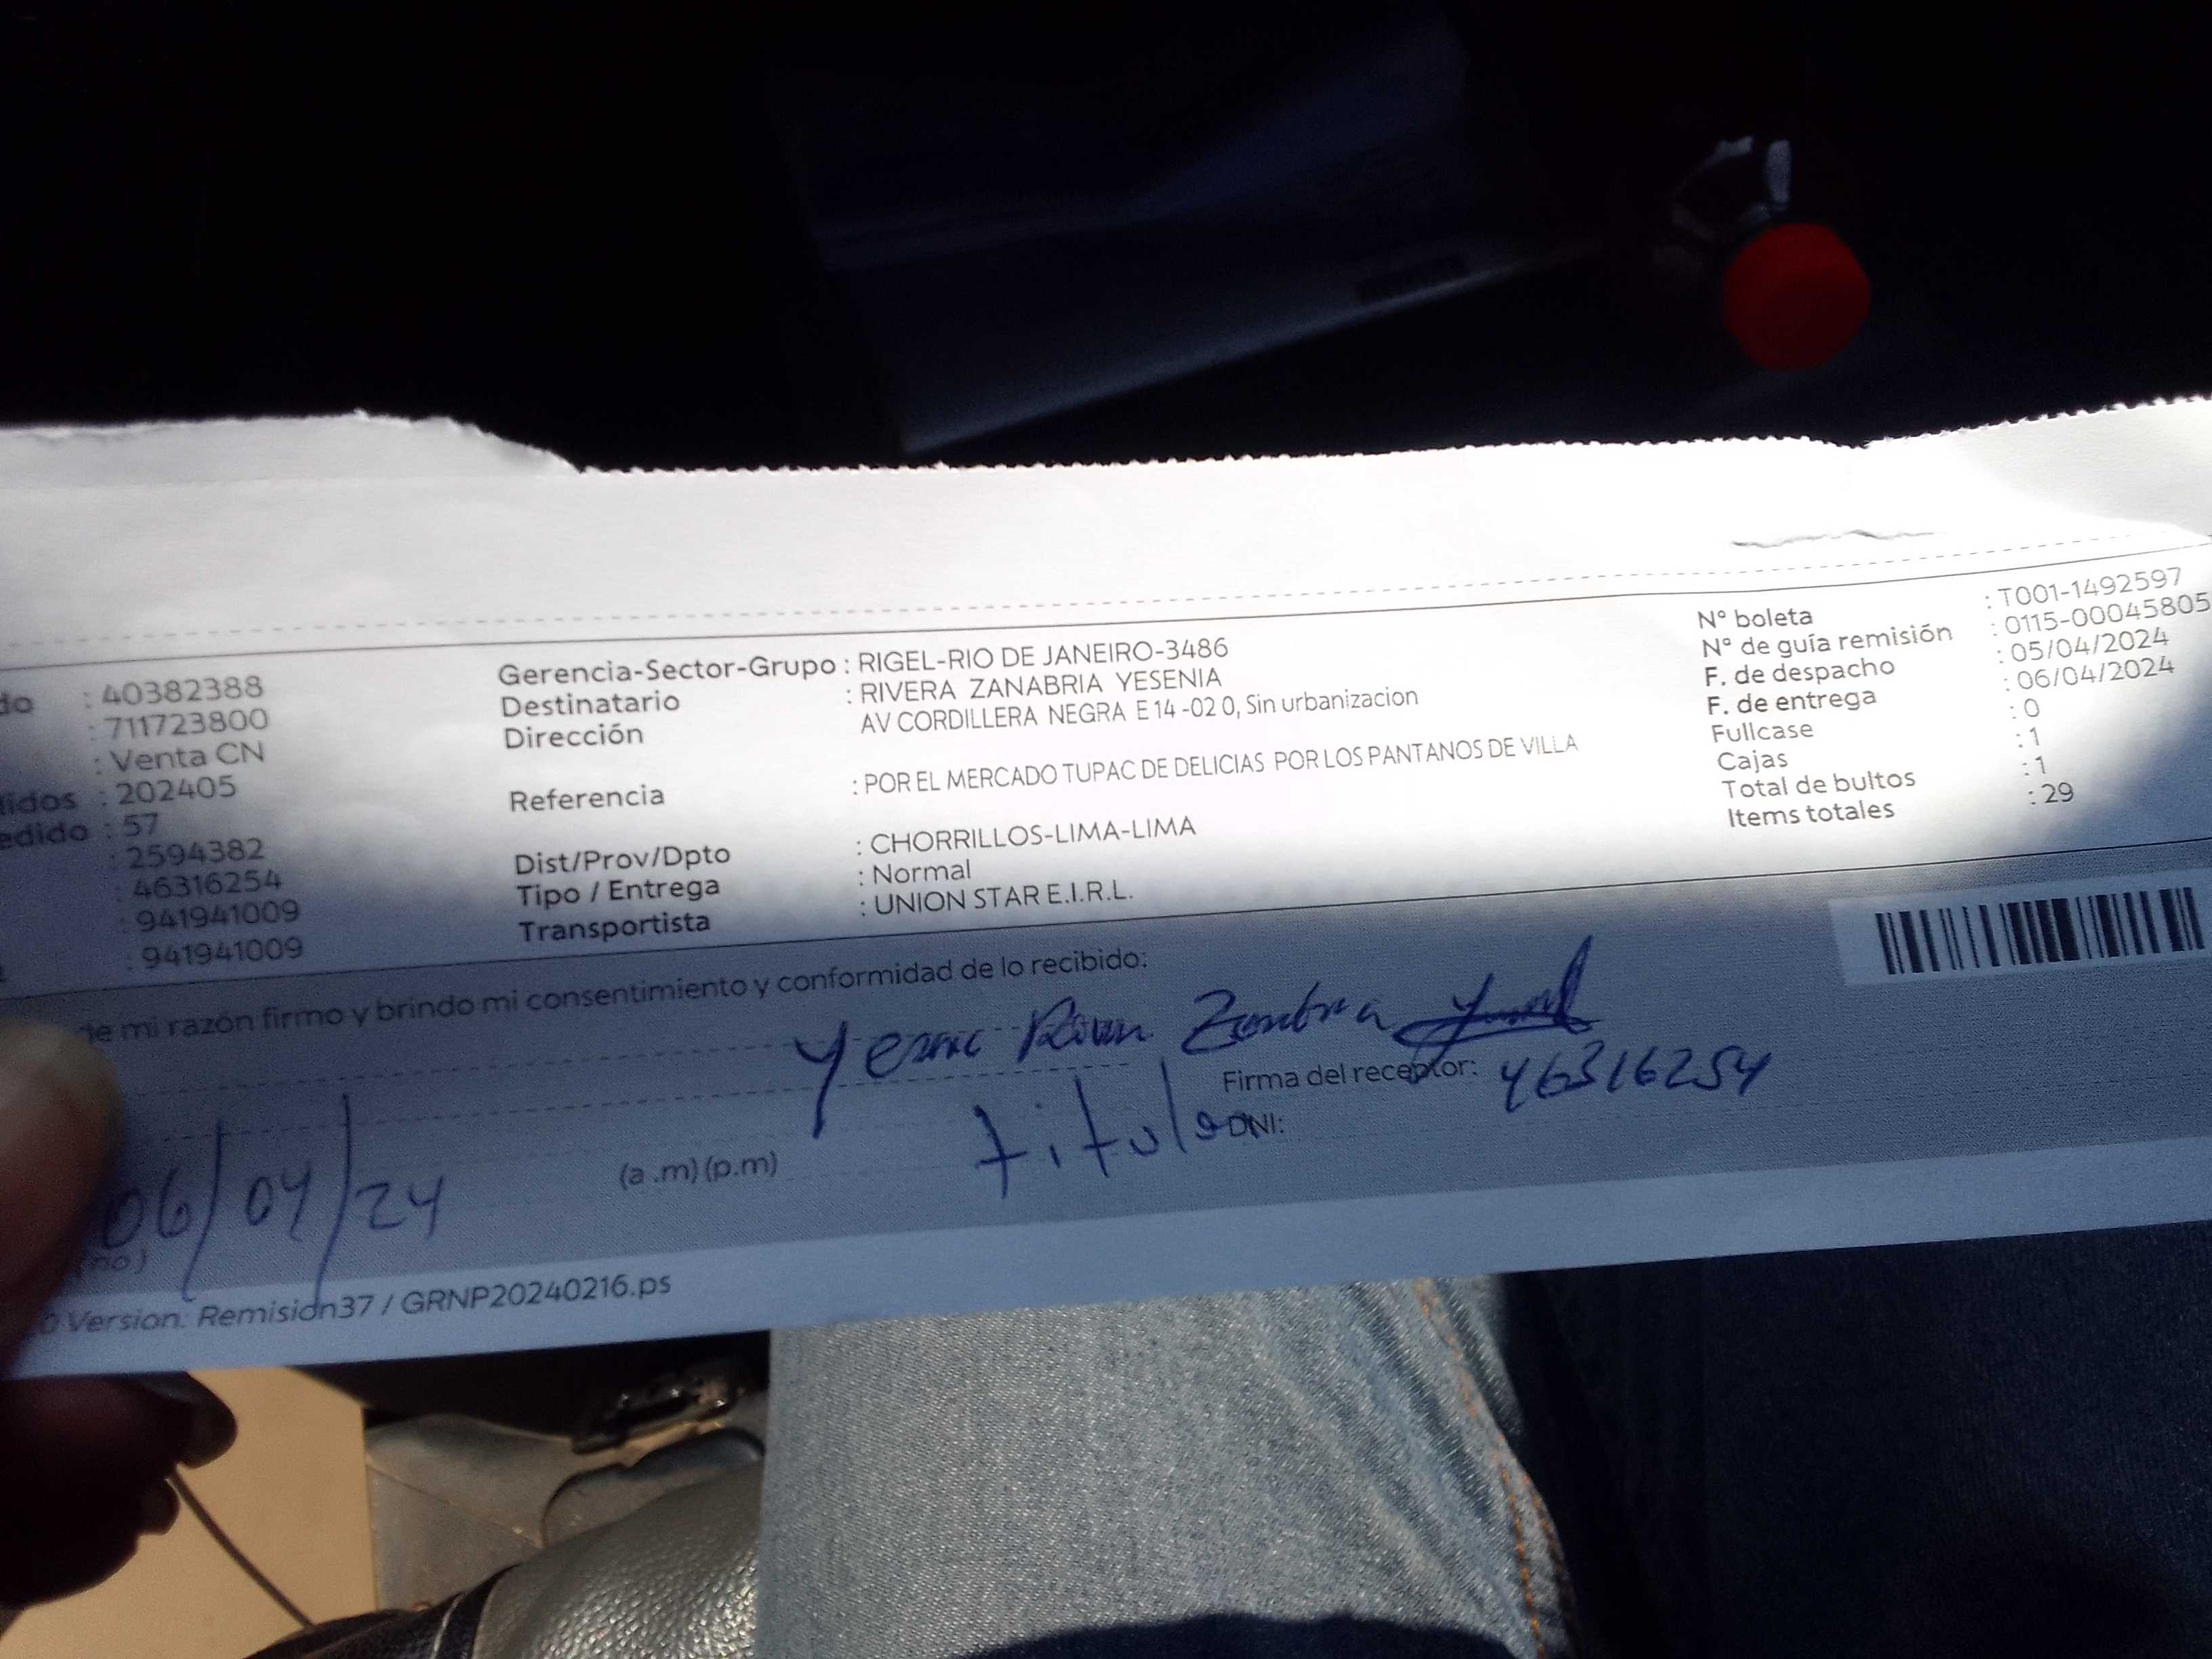 : 40382388
: 711723800
: Venta CN
: 202405
edido : 57
: 2594382
: 46316254
: 941941009
: 941941009
Gerencia-Sector-Grupo : RIGEL-RIO DE JANEIRO-3486
Destinatario : RIVERA ZANABRIA YESENIA
Dirección AV CORDILLERA NEGRA E 14 -02 0, Sin urbanizacion
Referencia : POR EL MERCADO TUPAC DE DELICIAS POR LOS PANTANOS DE VILLA
Dist/Prov/Dpto : CHORRILLOS-LIMA-LIMA
Tipo / Entrega : Normal
Transportista : UNION STAR E.I.R.L.
N° boleta : T001-1492597
N° de guía remisión : 0115-00045805
F. de despacho : 05/04/2024
F. de entrega : 06/04/2024
Fullcase : 0
Cajas : 1
Total de bultos : 1
Items totales : 29
de mi razón firmo y brindo mi consentimiento y conformidad de lo recibido:
Firma del receptor: 46316254
titular DNI:
06/04/24 (a .m) (p.m)
Version: Remision37 / GRNP20240216.ps